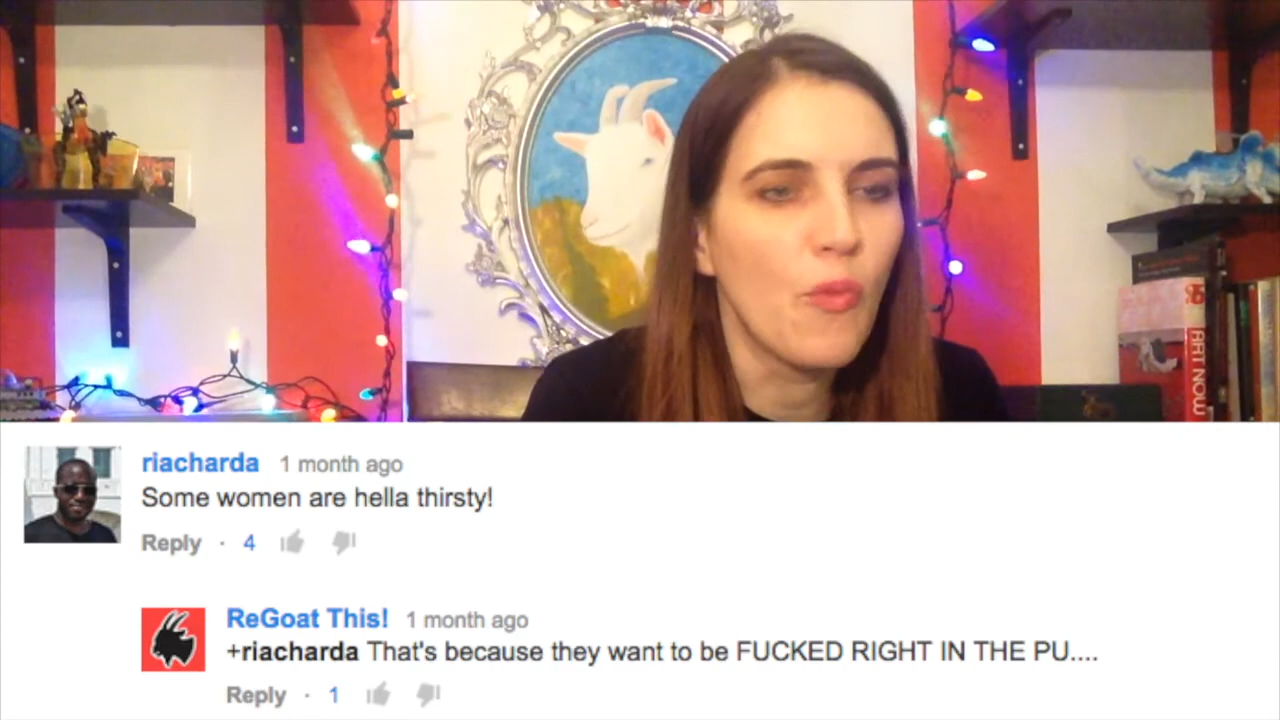 ART NOW
riacharda 1 month ago
Some women are hella thirsty!
Reply · 4
ReGoat This! 1 month ago
+riacharda That's because they want to be FUCKED RIGHT IN THE PU....
Reply · 1